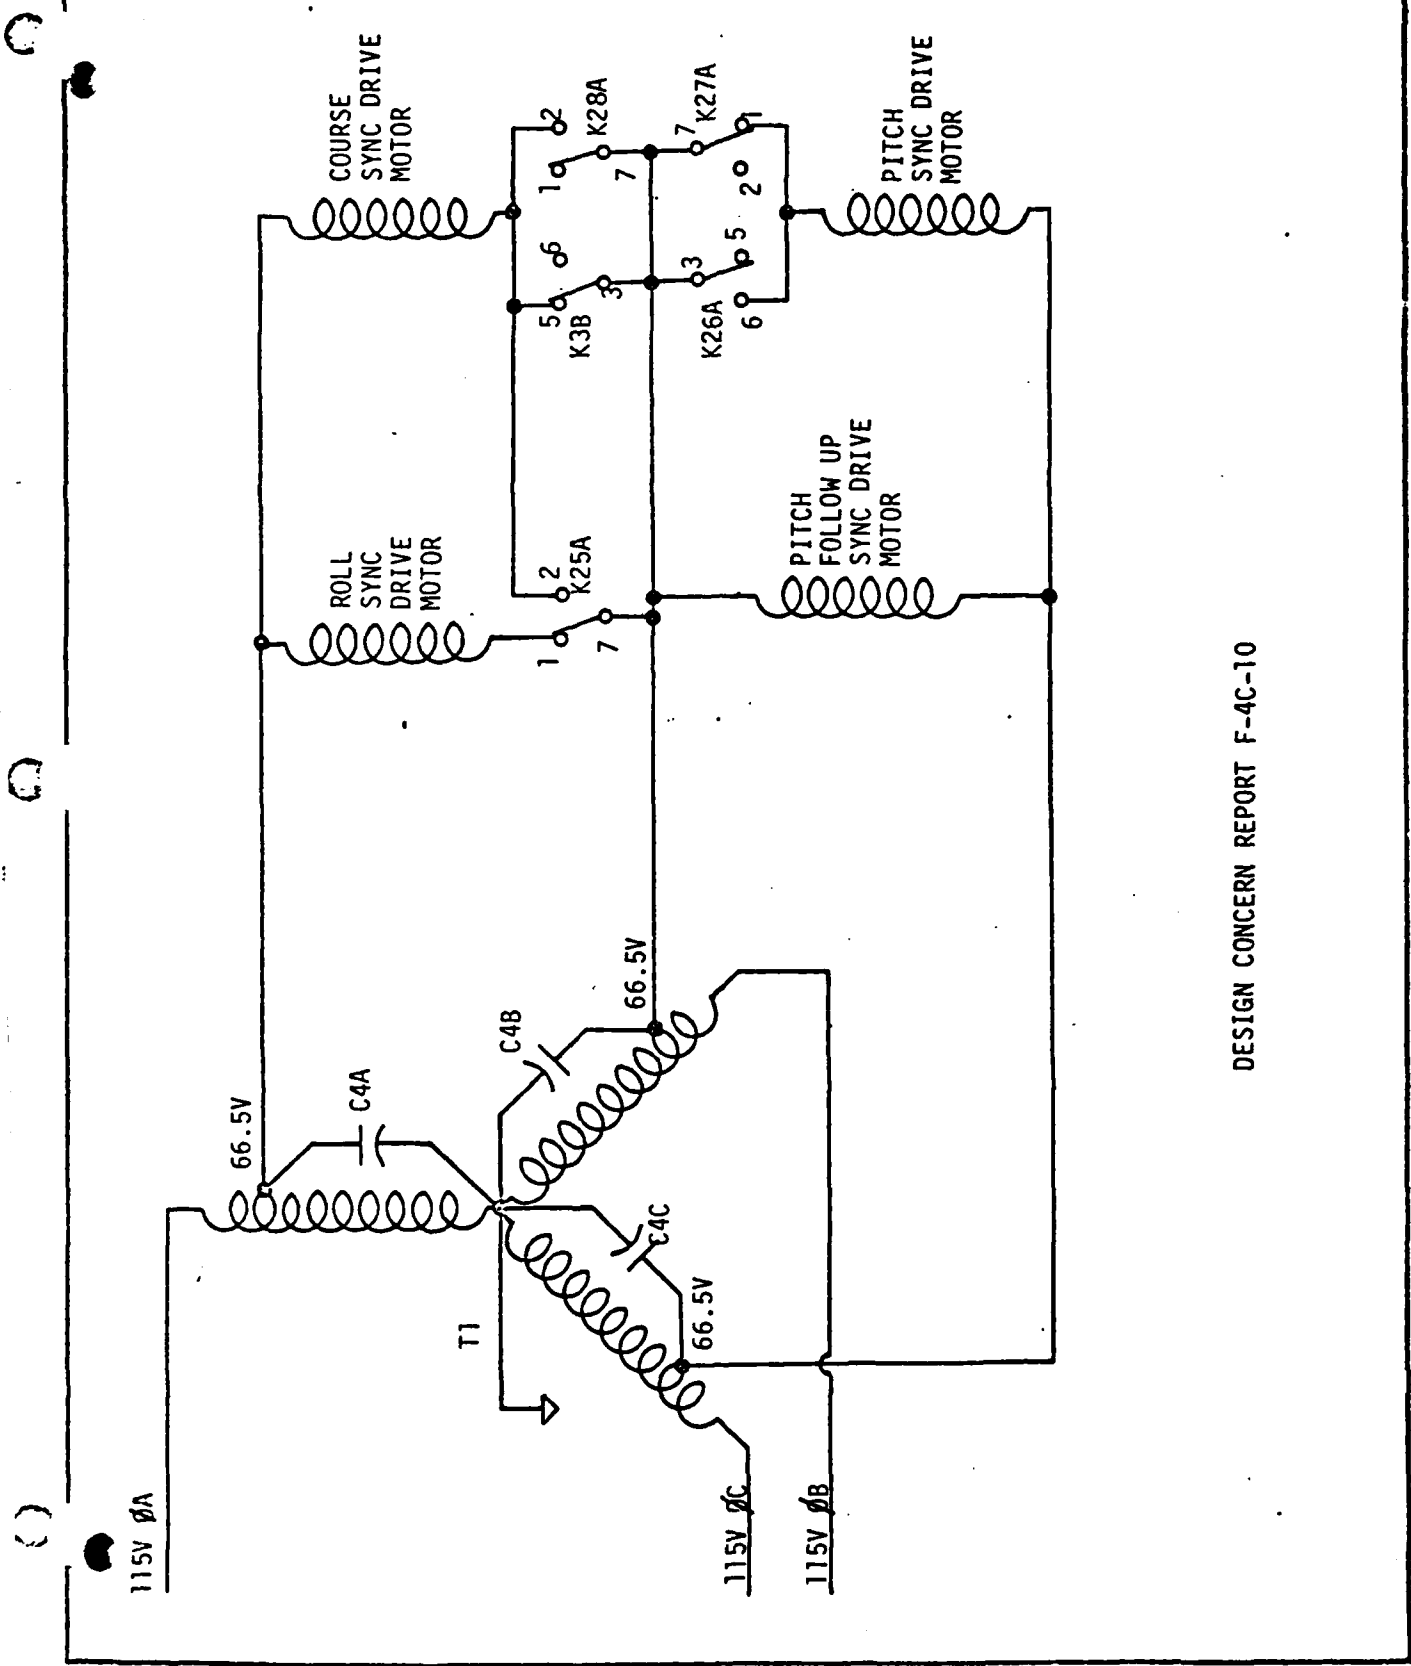 115V ØA
66.5V
C4A
T1
C4B
C4C
66.5V
66.5V
115V ØC
115V ØB
ROLL
SYNC
DRIVE
MOTOR
1
2
7
K25A
COURSE
SYNC DRIVE
MOTOR
5
6
3
K3B
1
2
7
K28A
3
5
6
K26A
7
1
2
K27A
PITCH
FOLLOW UP
SYNC DRIVE
MOTOR
PITCH
SYNC DRIVE
MOTOR
DESIGN CONCERN REPORT F-4C-10